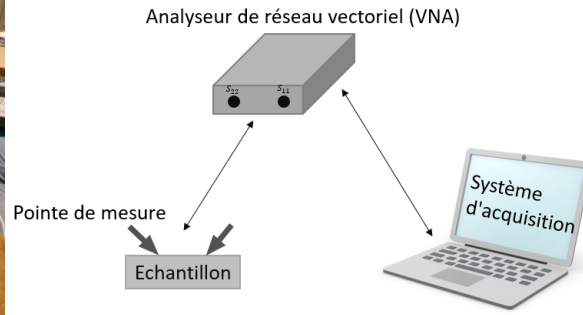 Analyseur de réseau vectoriel (VNA)
S₂₂ S₁₁
Pointe de mesure
Echantillon
Système
d'acquisition